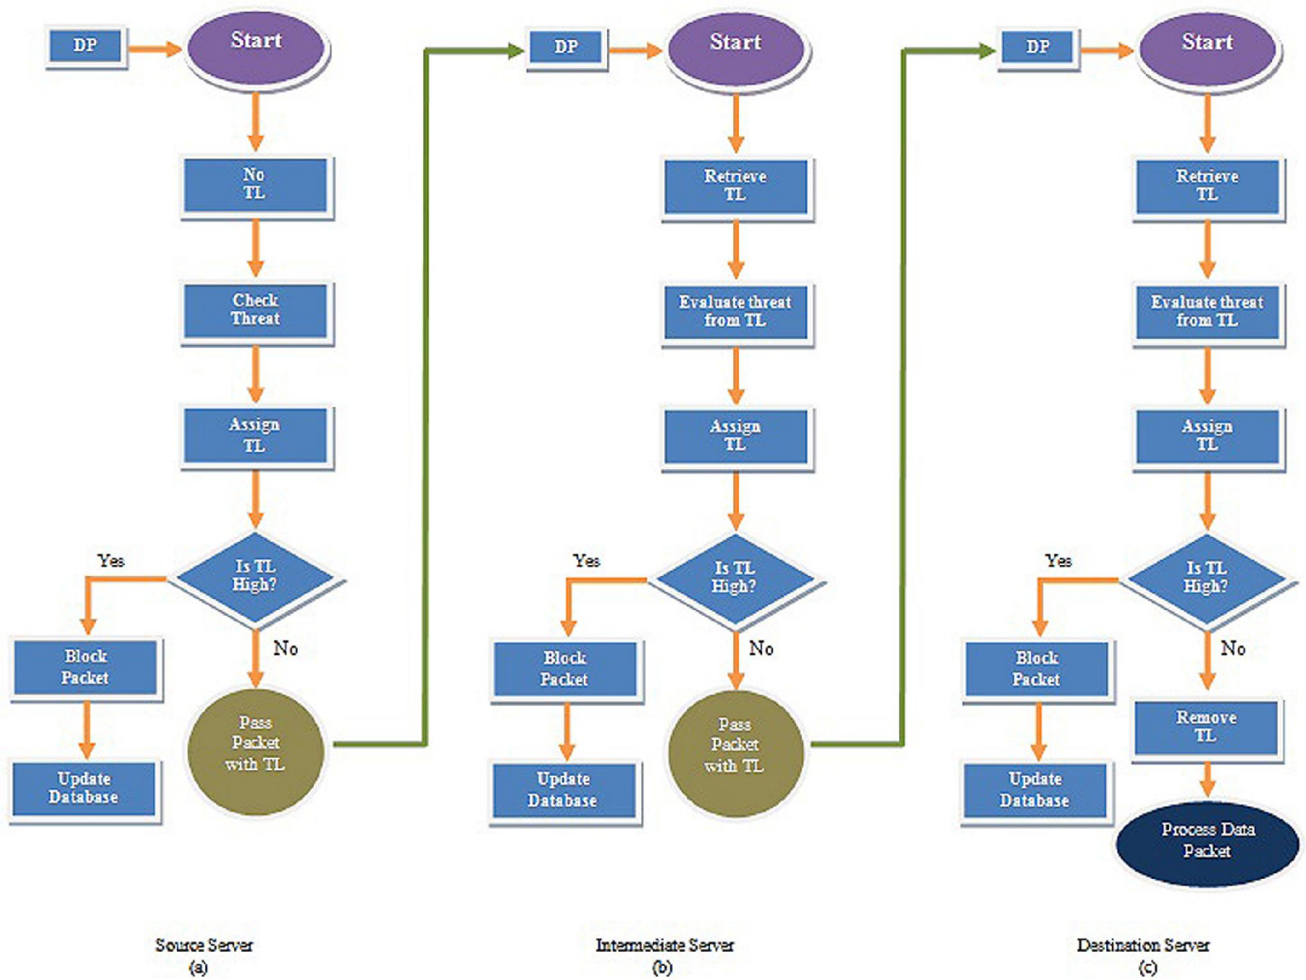 DP
Start
No
TL
Check
Threat
Assign
TL
Is TL
High?
Yes
No
Block
Packet
Update
Database
Pass
Packet
with TL
Source Server
(a)
DP
Start
Retrieve
TL
Evaluate threat
from TL
Assign
TL
Is TL
High?
Yes
No
Block
Packet
Update
Database
Pass
Packet
with TL
Intermediate Server
(b)
DP
Start
Retrieve
TL
Evaluate threat
from TL
Assign
TL
Is TL
High?
Yes
No
Block
Packet
Update
Database
Remove
TL
Process Data
Packet
Destination Server
(c)